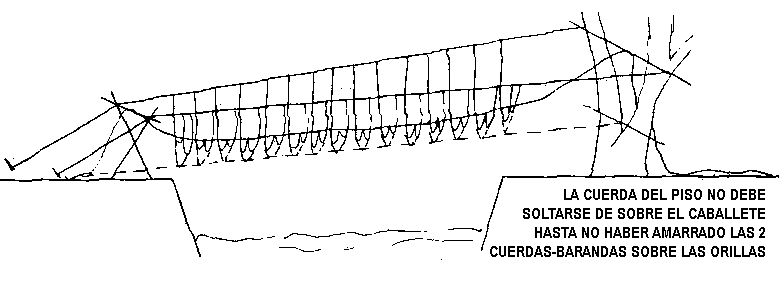 LA CUERDA DEL PISO NO DEBE
SOLTARSE DE SOBRE EL CABALLETE
HASTA NO HABER AMARRADO LAS 2
CUERDAS-BARANDAS SOBRE LAS ORILLAS